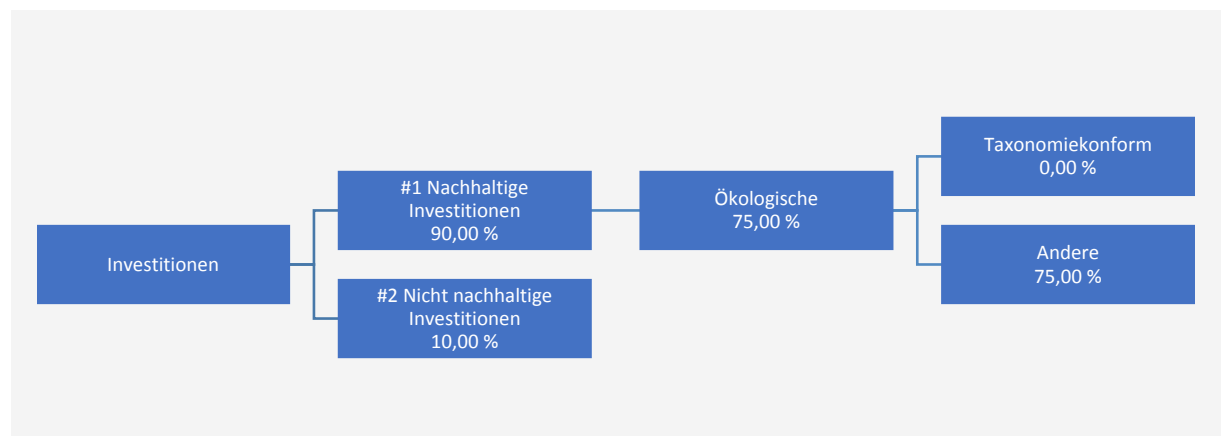 Investitionen
#1 Nachhaltige
Investitionen
90,00 %
#2 Nicht nachhaltige
Investitionen
10,00 %
Ökologische
75,00 %
Taxonomiekonform
0,00 %
Andere
75,00 %